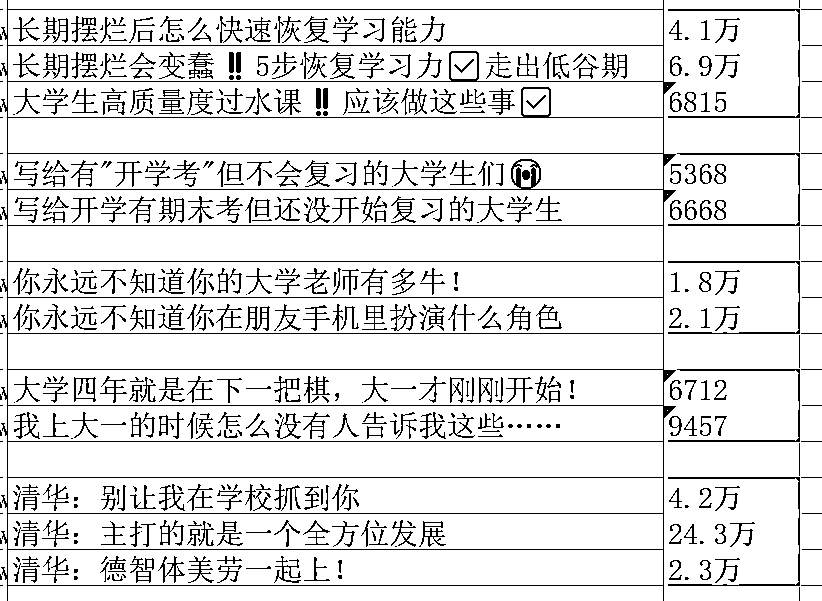 长期摆烂后怎么快速恢复学习能力 4.1万
长期摆烂会变蠢‼️5步恢复学习力✅走出低谷期 6.9万
大学生高质量度过水课‼️应该做这些事✅ 6815
写给有"开学考"但不会复习的大学生们😭 5368
写给开学有期末考但还没开始复习的大学生 6668
你永远不知道你的大学老师有多牛！ 1.8万
你永远不知道你在朋友手机里扮演什么角色 2.1万
大学四年就是在下一把棋，大一才刚刚开始！ 6712
我上大一的时候怎么没有人告诉我这些…… 9457
清华：别让我在学校抓到你 4.2万
清华：主打的就是一个全方位发展 24.3万
清华：德智体美劳一起上！ 2.3万